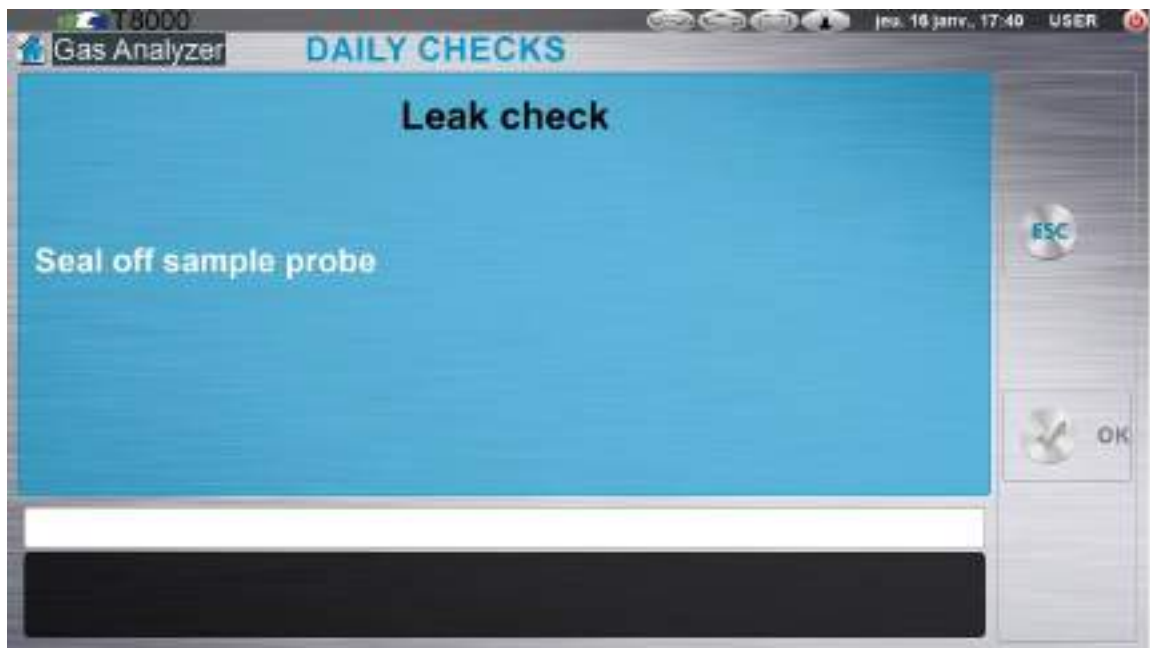 T8000
jeu. 16 janv., 17:40 USER
Gas Analyzer
DAILY CHECKS
Leak check
ESC
Seal off sample probe
OK